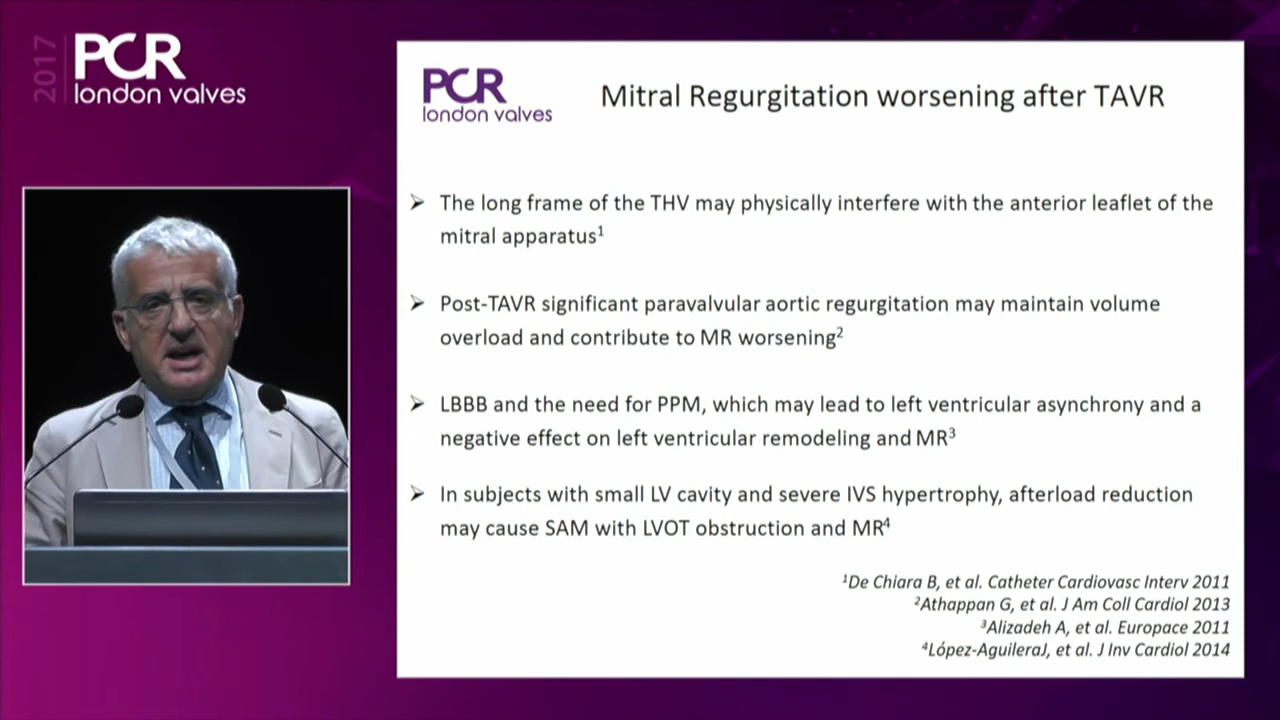 2017
PCR
london valves
PCR
london valves
Mitral Regurgitation worsening after TAVR
➢ The long frame of the THV may physically interfere with the anterior leaflet of the
mitral apparatus¹
➢ Post-TAVR significant paravalvular aortic regurgitation may maintain volume
overload and contribute to MR worsening²
➢ LBBB and the need for PPM, which may lead to left ventricular asynchrony and a
negative effect on left ventricular remodeling and MR³
➢ In subjects with small LV cavity and severe IVS hypertrophy, afterload reduction
may cause SAM with LVOT obstruction and MR⁴
¹De Chiara B, et al. Catheter Cardiovasc Interv 2011
²Athappan G, et al. J Am Coll Cardiol 2013
³Alizadeh A, et al. Europace 2011
⁴López-AguileraJ, et al. J Inv Cardiol 2014